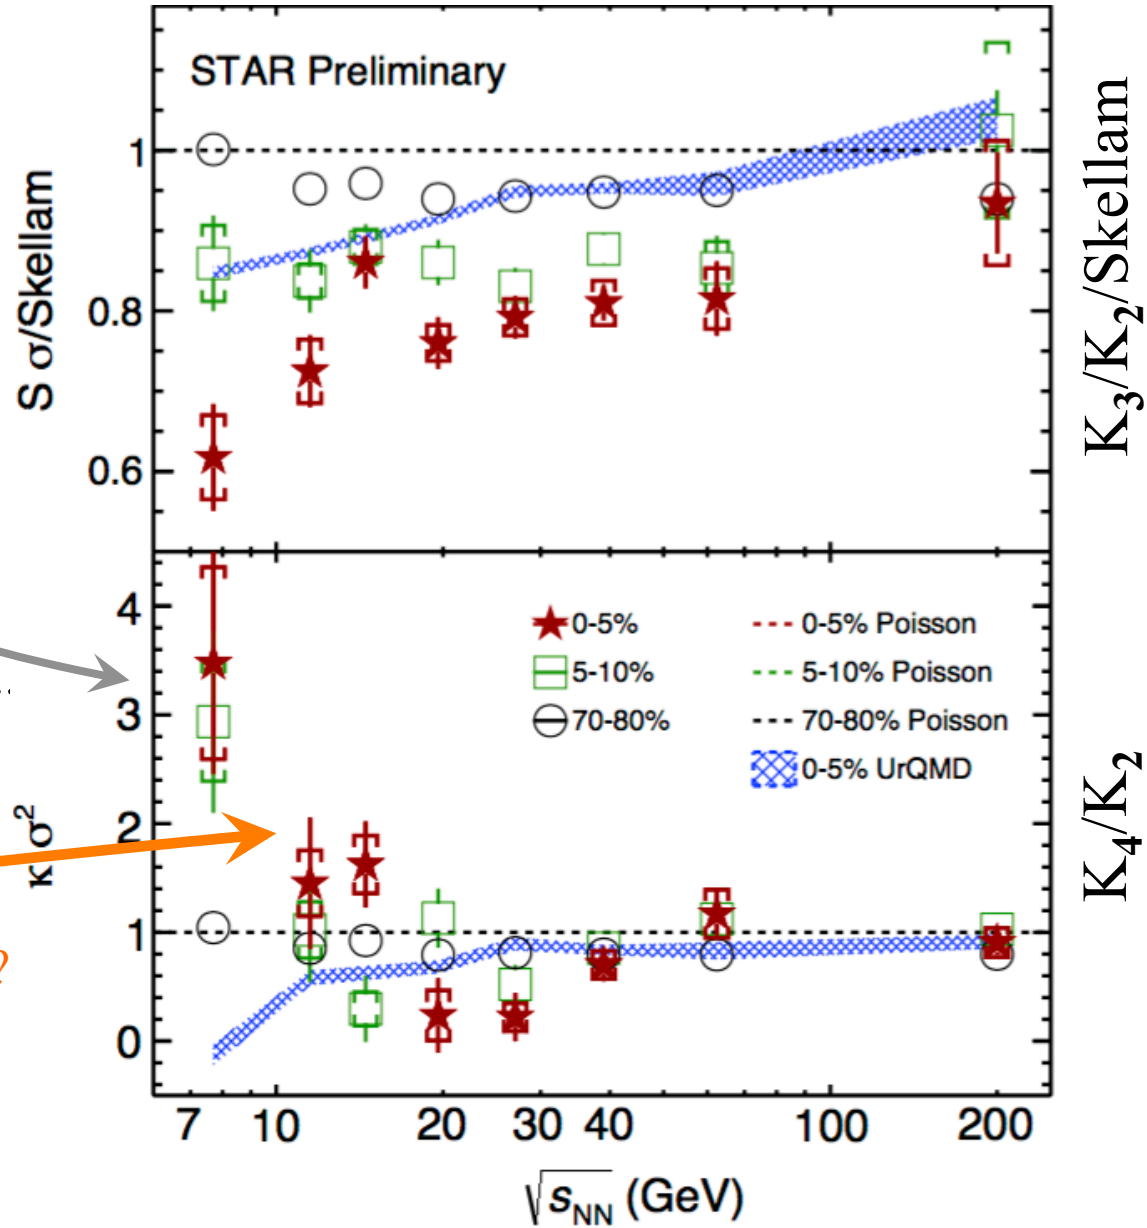 STAR Preliminary
S σ/Skellam
1
0.8
0.6
K₃/K₂/Skellam
κ σ²
4
3
2
1
0
0-5%
5-10%
70-80%
0-5% Poisson
5-10% Poisson
70-80% Poisson
0-5% UrQMD
K₄/K₂
7 10 20 30 40 100 200
√sNN (GeV)